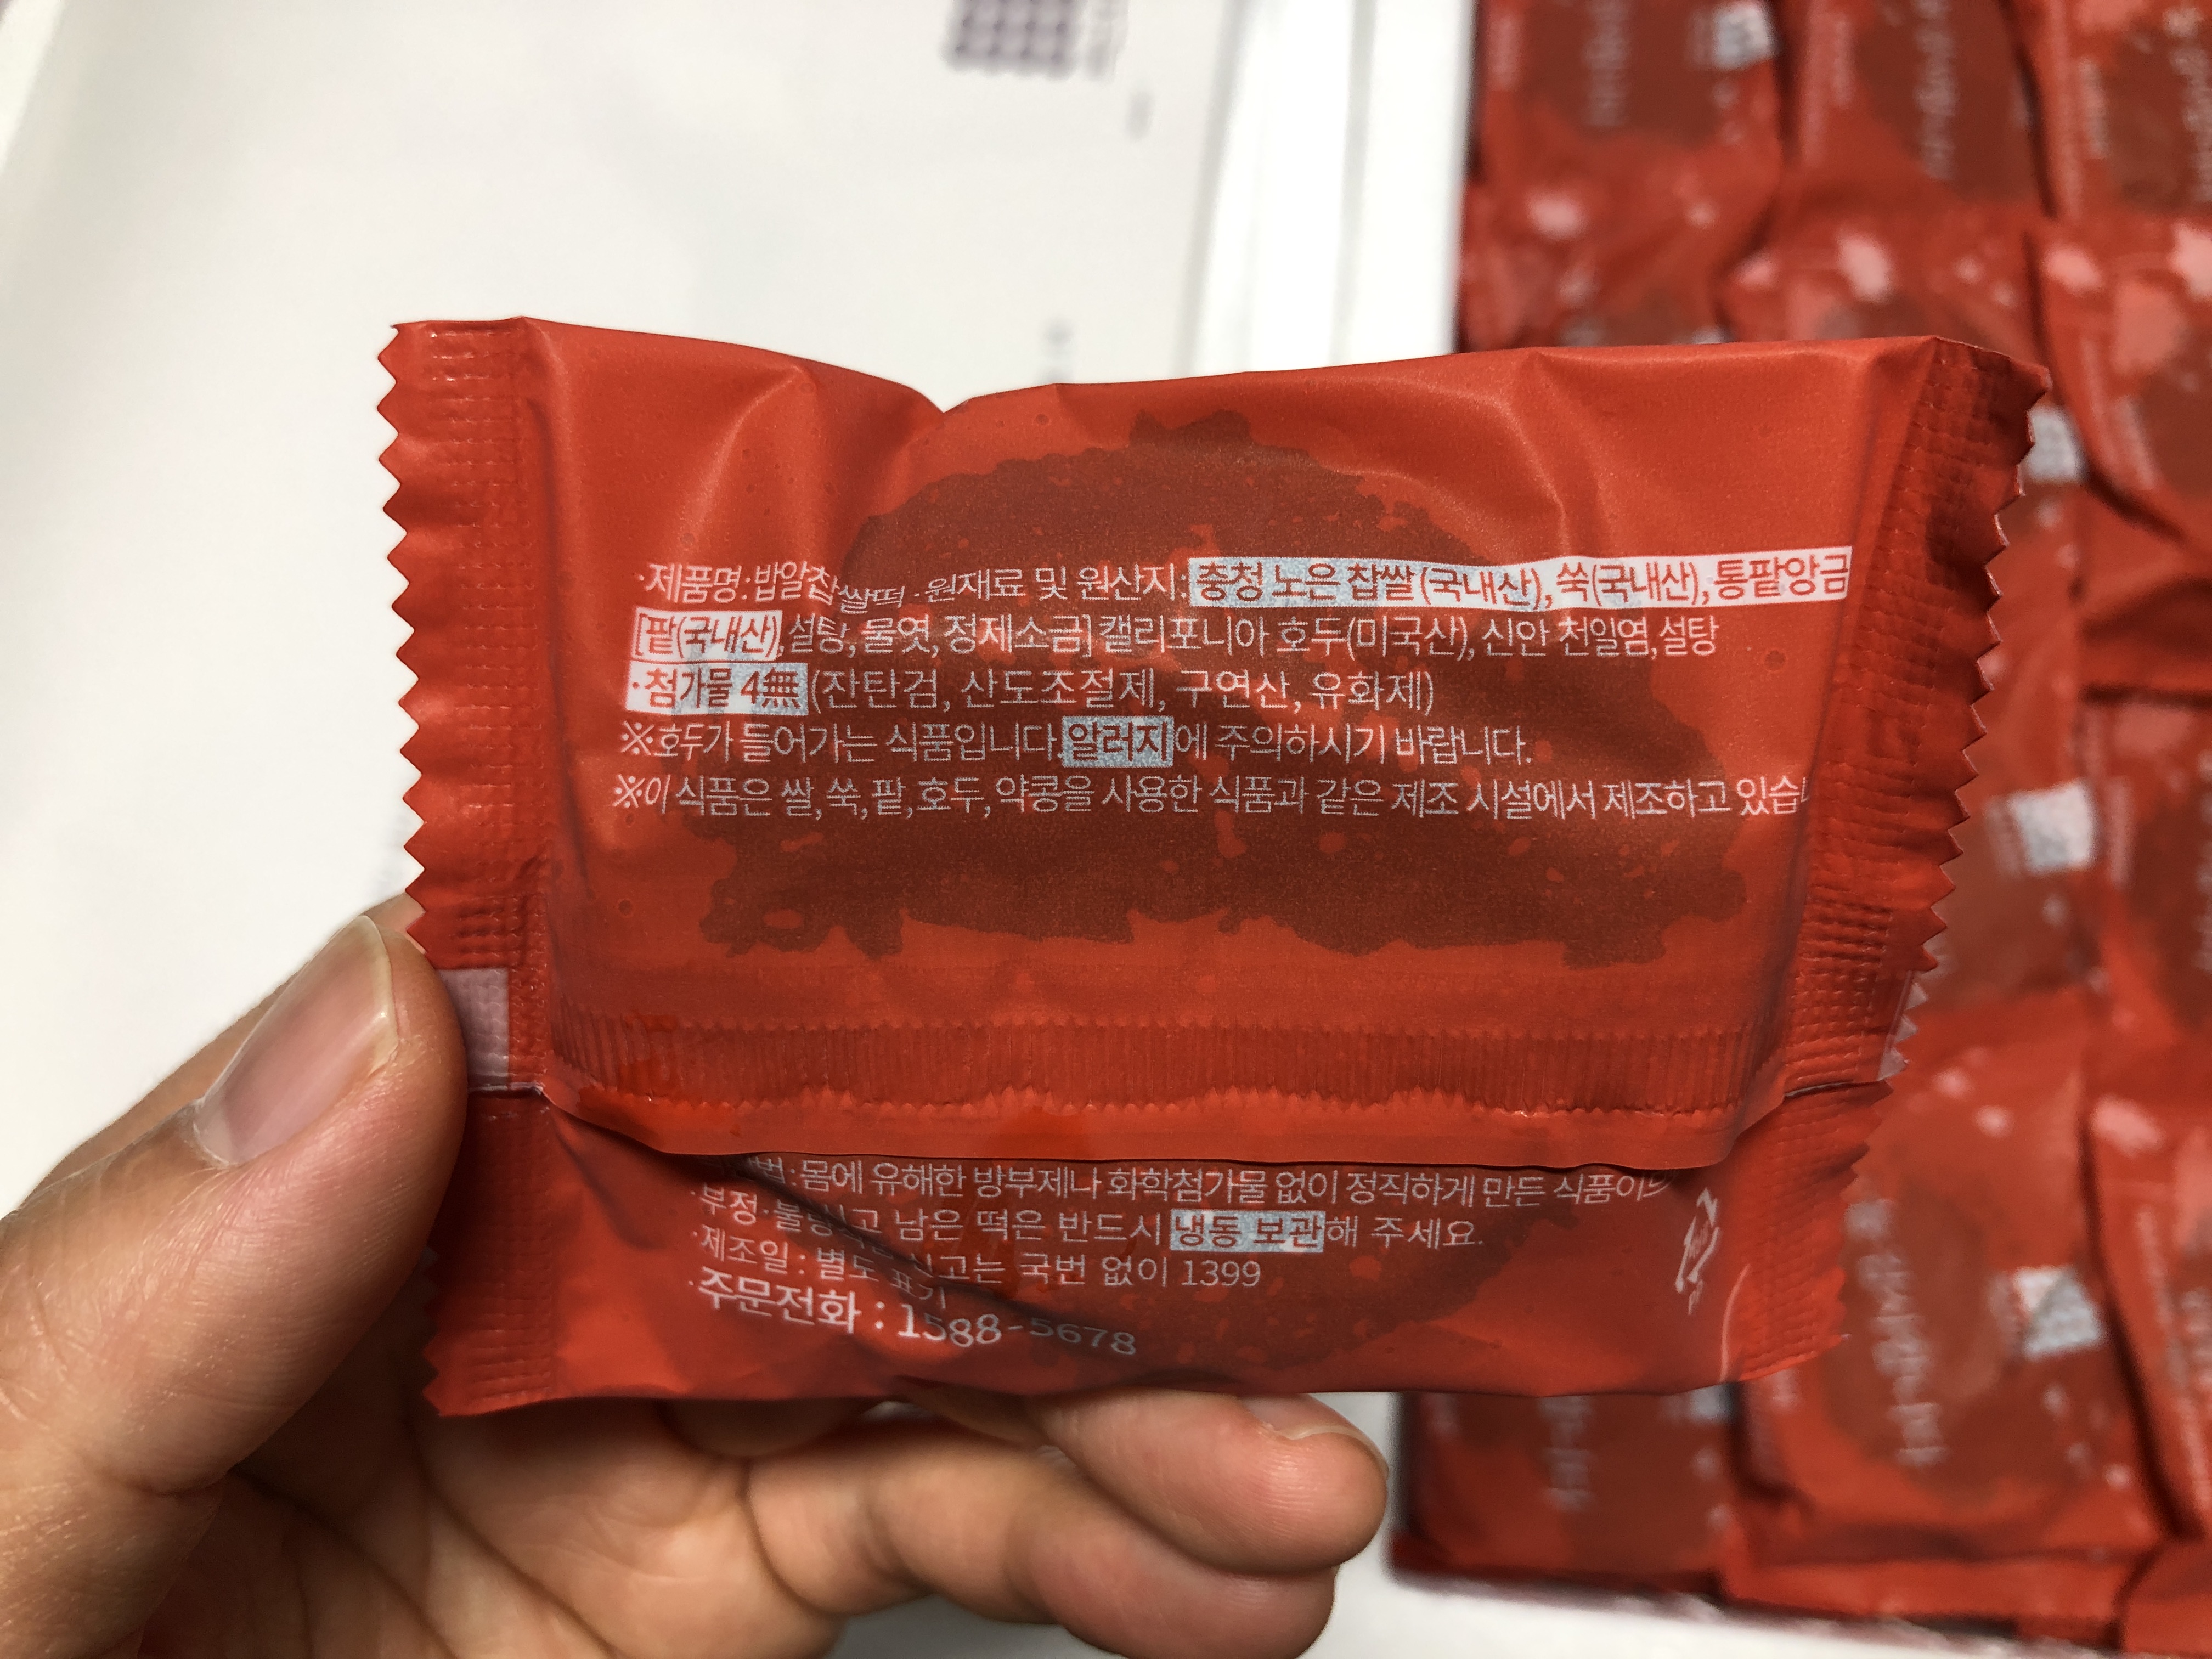 ·제품명:밥알찹쌀떡 ·원재료 및 원산지: 충청 노은 찹쌀 (국내산), 쑥(국내산), 통팥앙금
[팥(국내산), 설탕, 물엿, 정제소금] 캘리포니아 호두(미국산), 신안 천일염, 설탕
·첨가물 4無 (잔탄검, 산도조절제, 구연산, 유화제)
※호두가 들어가는 식품입니다. 알러지에 주의하시기 바랍니다.
※이 식품은 쌀, 쑥, 팥, 호두, 약콩을 사용한 식품과 같은 제조 시설에서 제조하고 있습니
몸에 유해한 방부제나 화학첨가물 없이 정직하게 만든 식품이
남은 떡은 반드시 냉동 보관해 주세요.
·부정·불량 신고는 국번 없이 1399
·제조일 : 별도 표기
·주문전화 : 1588-5678